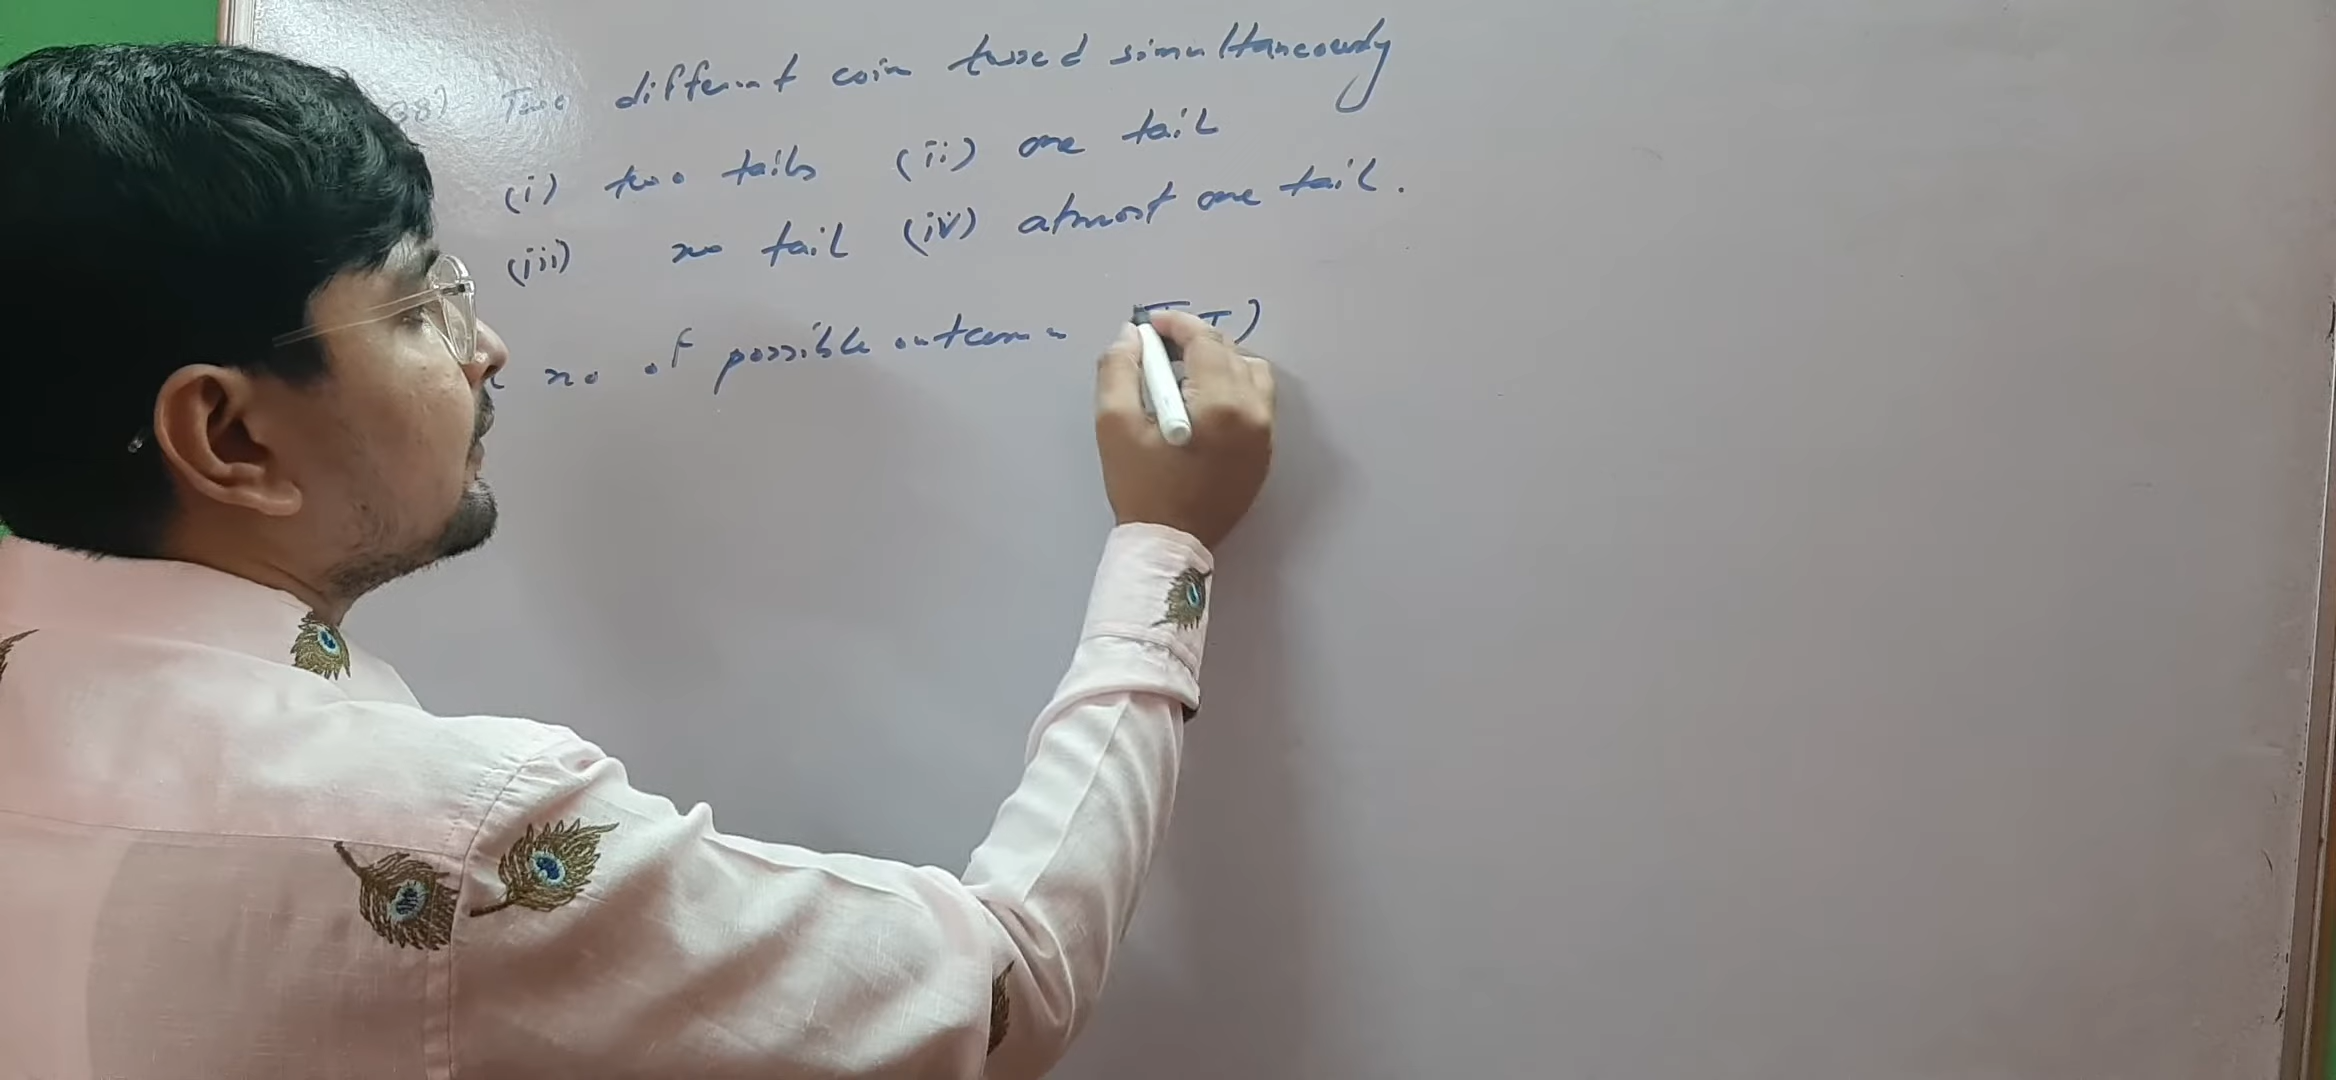 38) Two different coin tossed simultaneously
(i) two tails (ii) one tail
(iii) no tail (iv) atmost one tail.
no of possible outcome T)